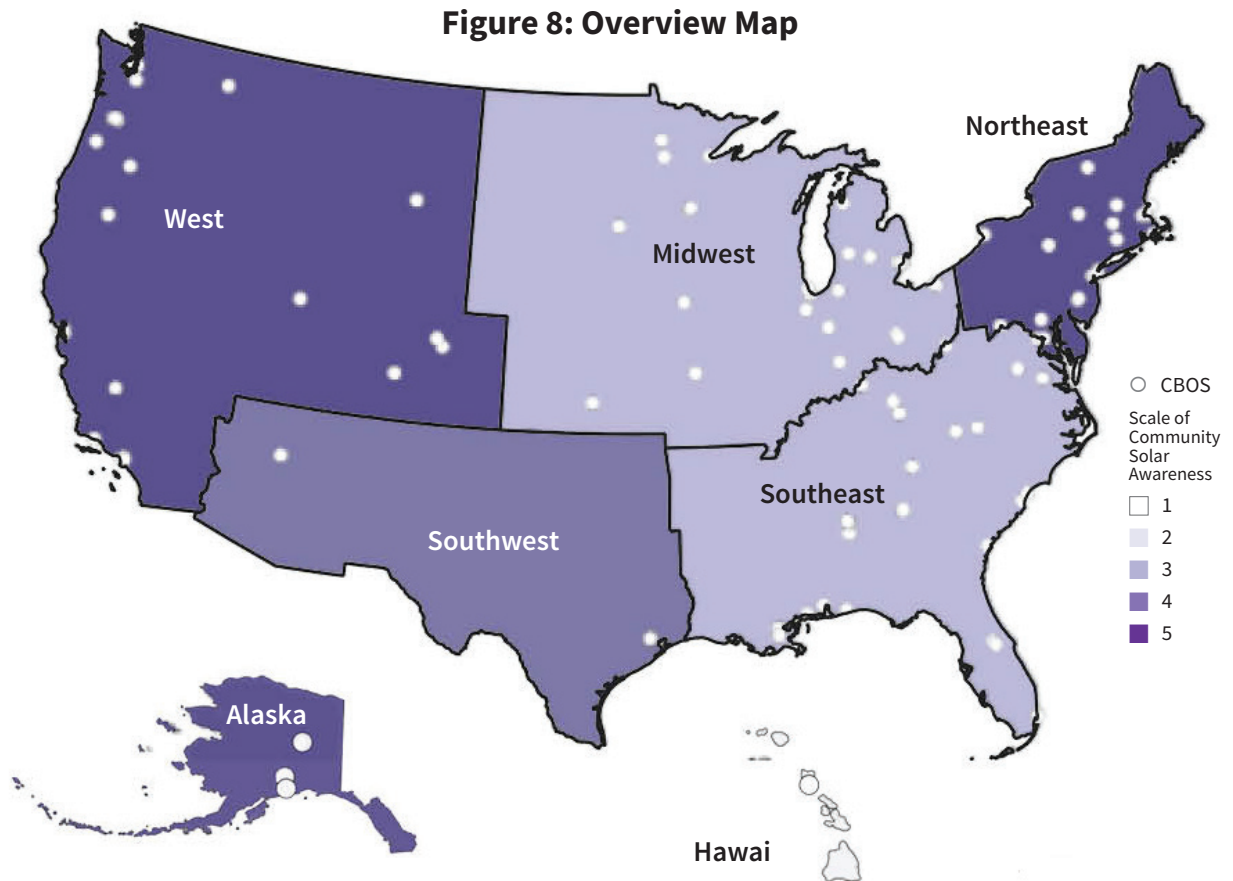 Figure 8: Overview Map
Northeast
West
Midwest
CBOS
Scale of
Community
Solar
Awareness
Southeast
1
2
Southwest
3
4
5
Alaska
Hawai